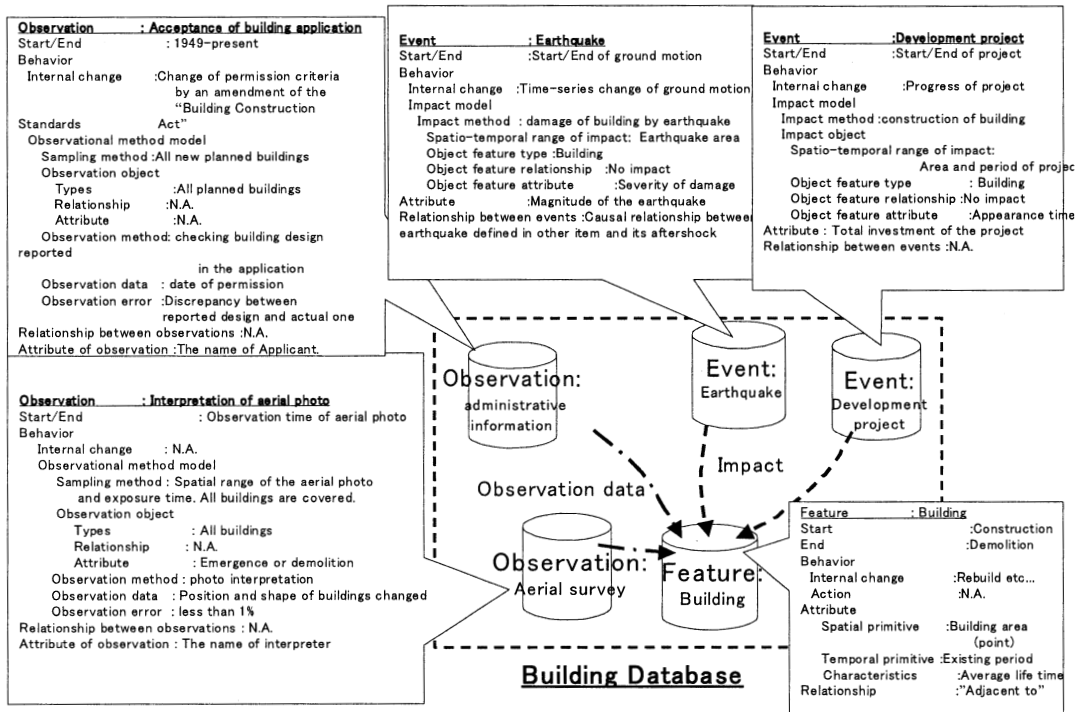 Observation : Acceptance of building application
Start/End : 1949-present
Behavior
Internal change :Change of permission criteria
by an amendment of the
"Building Construction
Standards Act"
Observational method model
Sampling method :All new planned buildings
Observation object
Types :All planned buildings
Relationship :N.A.
Attribute :N.A.
Observation method: checking building design
reported
in the application
Observation data : date of permission
Observation error :Discrepancy between
reported design and actual one
Relationship between observations :N.A.
Attribute of observation :The name of Applicant.
Event : Earthquake
Start/End :Start/End of ground motion
Behavior
Internal change :Time-series change of ground motion
Impact model
Impact method : damage of building by earthquake
Spatio-temporal range of impact: Earthquake area
Object feature type :Building
Object feature relationship :No impact
Object feature attribute :Severity of damage
Attribute :Magnitude of the earthquake
Relationship between events :Causal relationship between
earthquake defined in other item and its aftershock
Event :Development project
Start/End :Start/End of project
Behavior
Internal change :Progress of project
Impact model
Impact method :construction of building
Impact object
Spatio-temporal range of impact:
Area and period of projec
Object feature type : Building
Object feature relationship :No impact
Object feature attribute :Appearance time
Attribute : Total investment of the project
Relationship between events :N.A.
Observation : Interpretation of aerial photo
Start/End : Observation time of aerial photo
Behavior
Internal change : N.A.
Observational method model
Sampling method : Spatial range of the aerial photo
and exposure time. All buildings are covered.
Observation object
Types : All buildings
Relationship : N.A.
Attribute : Emergence or demolition
Observation method : photo interpretation
Observation data : Position and shape of buildings changed
Observation error : less than 1%
Relationship between observations : N.A.
Attribute of observation : The name of interpreter
Observation:
administrative
information
Event:
Earthquake
Event:
Development
project
Impact
Observation data
Observation:
Aerial survey
Feature:
Building
Building Database
Feature : Building
Start :Construction
End :Demolition
Behavior
Internal change :Rebuild etc...
Action :N.A.
Attribute
Spatial primitive :Building area
(point)
Temporal primitive :Existing period
Characteristics :Average life time
Relationship :"Adjacent to"